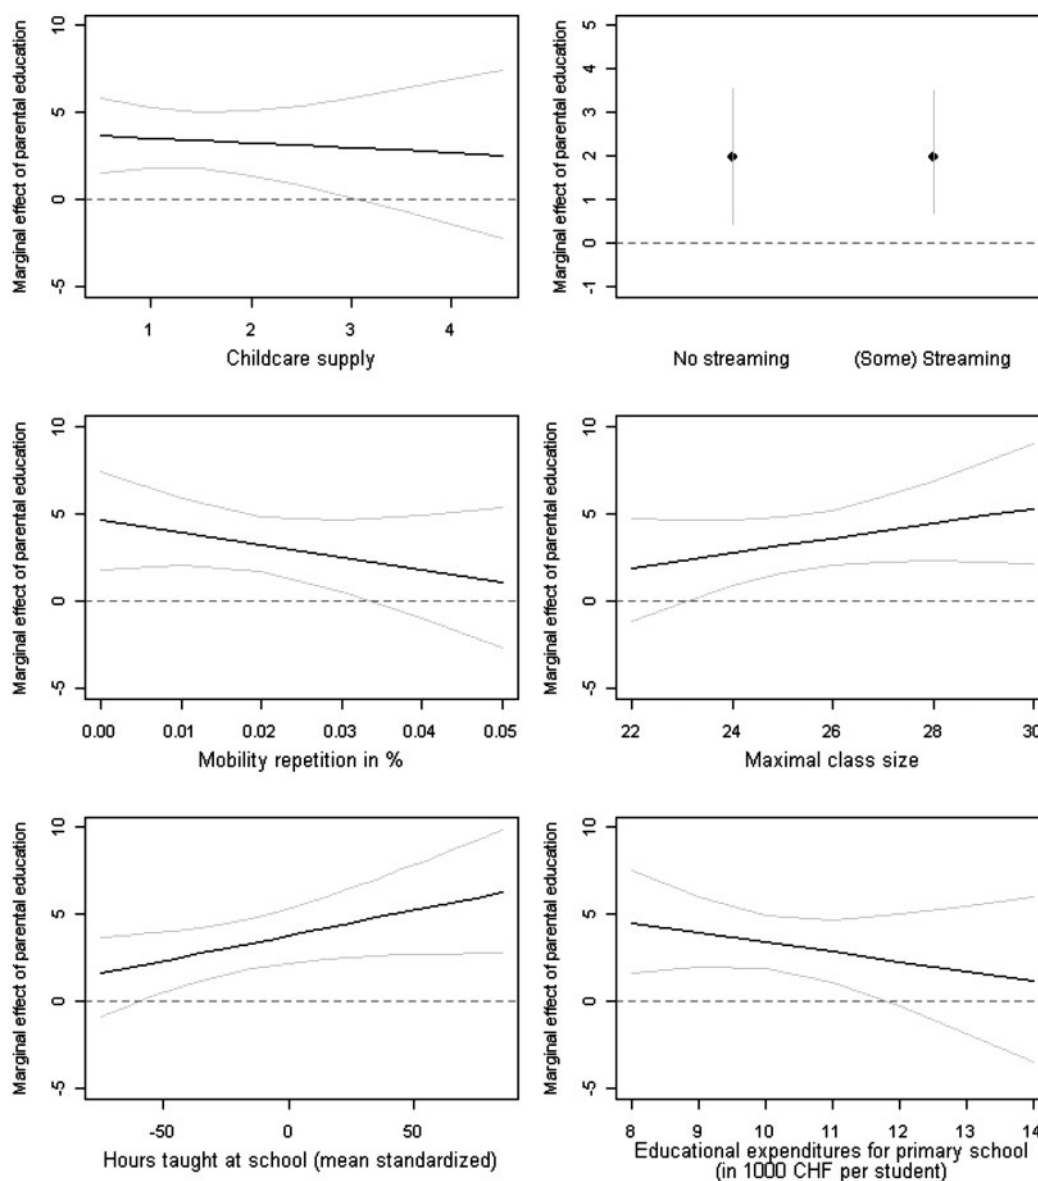 Marginal effect of parental education
10
5
0
-5
1 2 3 4
Childcare supply
Marginal effect of parental education
5
4
3
2
1
0
-1
No streaming (Some) Streaming
Marginal effect of parental education
10
5
0
-5
0.00 0.01 0.02 0.03 0.04 0.05
Mobility repetition in %
Marginal effect of parental education
10
5
0
-5
22 24 26 28 30
Maximal class size
Marginal effect of parental education
10
5
0
-5
-50 0 50
Hours taught at school (mean standardized)
Marginal effect of parental education
10
5
0
-5
8 9 10 11 12 13 14
Educational expenditures for primary school
(in 1000 CHF per student)